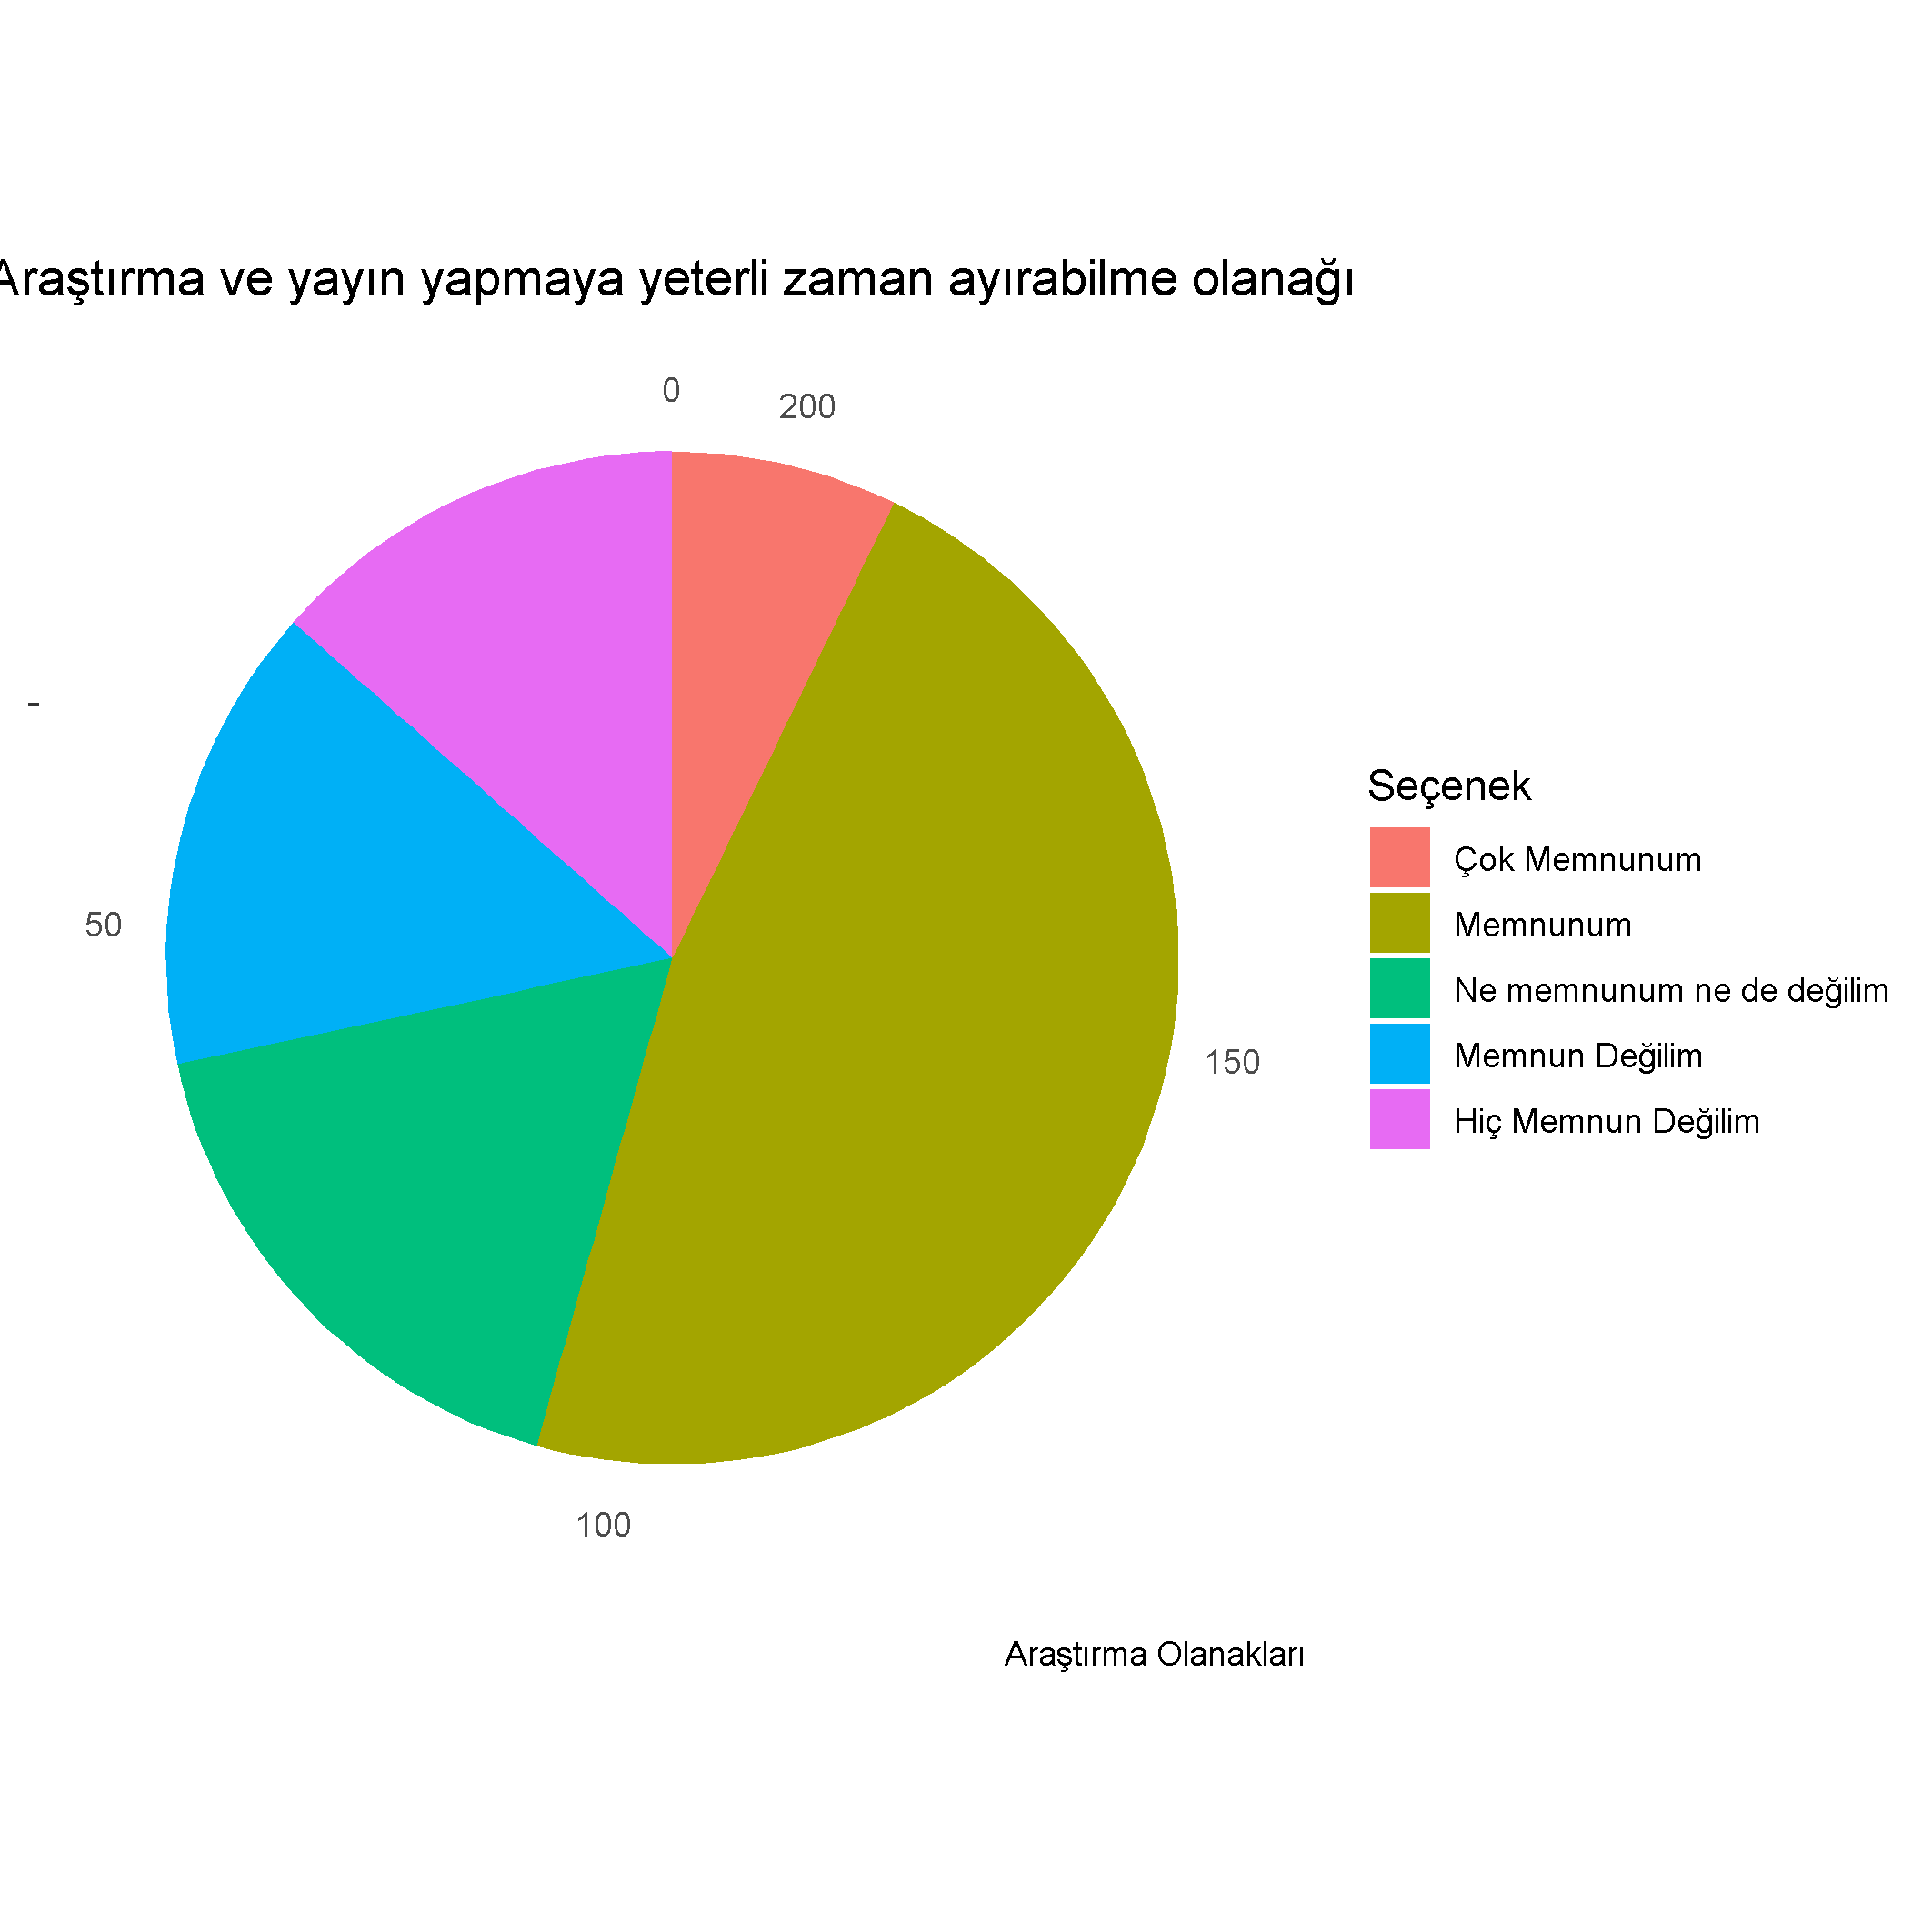 Araştırma ve yayın yapmaya yeterli zaman ayırabilme olanağı
0
200
-
50
150
100
Seçenek
Çok Memnunum
Memnunum
Ne memnunum ne de değilim
Memnun Değilim
Hiç Memnun Değilim
Araştırma Olanakları